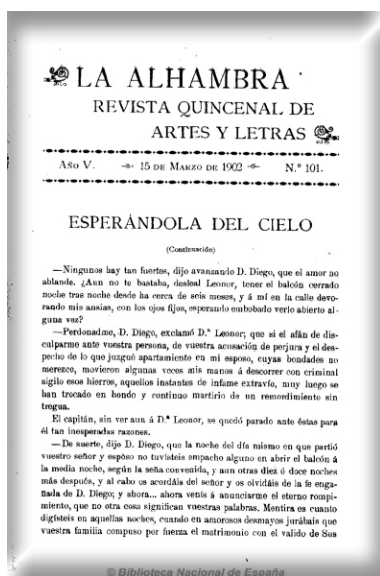 LA ALHAMBRA
REVISTA QUINCENAL DE
ARTES Y LETRAS
Año V.
15 DE MARZO DE 1902
N.º 101.
ESPERÁNDOLA DEL CIELO
(Continuación)
—Ningunos hay tan fuertes, dijo avanzando D. Diego, que el amor no
ablande. ¿Aun no te bastaba, desleal Leonor, tener el balcón cerrado
noche tras noche desde ha cerca de seis meses, y á mí en la calle devo-
rando mis ansias, con los ojos fijos, esperando embobado verlo abierto al-
guna vez?
—Perdonadme, D. Diego, exclamó D.ª Leonor; que si el afán de dis-
culparme ante vuestra persona, de vuestra acusación de perjura y el des-
pecho de lo que juzgué apartamiento en mi esposo, cuyas bondades no
merezco, movieron algunas veces mis manos á descorrer con criminal
sigilo esos hierros, aquellos instantes de infame extravío, muy luego se
han trocado en hondo y continuo martirio de un remordimiento sin
tregua.
El capitán, sin ver aun á D.ª Leonor, se quedó parado ante éstas para
él tan inesperadas razones.
—De suerte, dijo D. Diego, que la noche del día mismo en que partió
vuestro señor y espòso no tuvisteis empacho alguno en abrir el balcón á
la media noche, según la seña convenida, y aun otras diez ó doce noches
más después, y al cabo os acordáis del señor y os olvidáis de la fe enga-
ñada de D. Diego; y ahora... ahora venís á anunciarme el eterno rompi-
miento, que no otra cosa significan vuestras palabras. Mentira es cuanto
digísteis en aquellas noches, cuando en amorosos desmayos jurábais que
vuestra familia compuso por fuerza el matrimonio con el valido de Sus
© Biblioteca Nacional de España